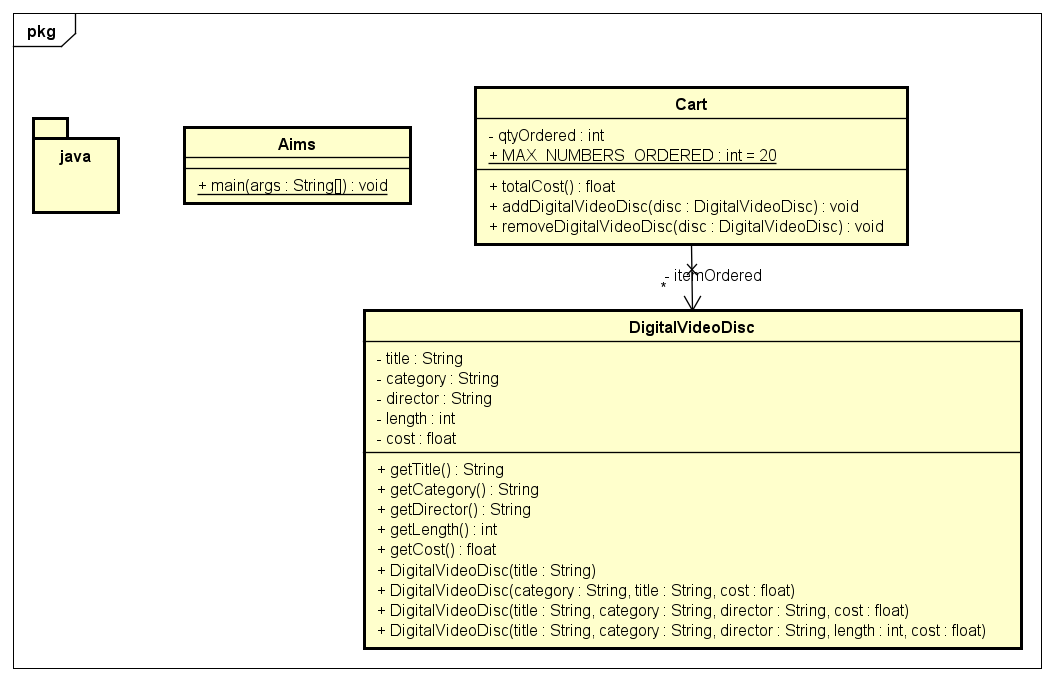 pkg
java
Aims
+ main(args : String[]) : void
Cart
- qtyOrdered : int
+ MAX_NUMBERS_ORDERED : int = 20
+ totalCost() : float
+ addDigitalVideoDisc(disc : DigitalVideoDisc) : void
+ removeDigitalVideoDisc(disc : DigitalVideoDisc) : void
- itemOrdered
*
DigitalVideoDisc
- title : String
- category : String
- director : String
- length : int
- cost : float
+ getTitle() : String
+ getCategory() : String
+ getDirector() : String
+ getLength() : int
+ getCost() : float
+ DigitalVideoDisc(title : String)
+ DigitalVideoDisc(category : String, title : String, cost : float)
+ DigitalVideoDisc(title : String, category : String, director : String, cost : float)
+ DigitalVideoDisc(title : String, category : String, director : String, length : int, cost : float)